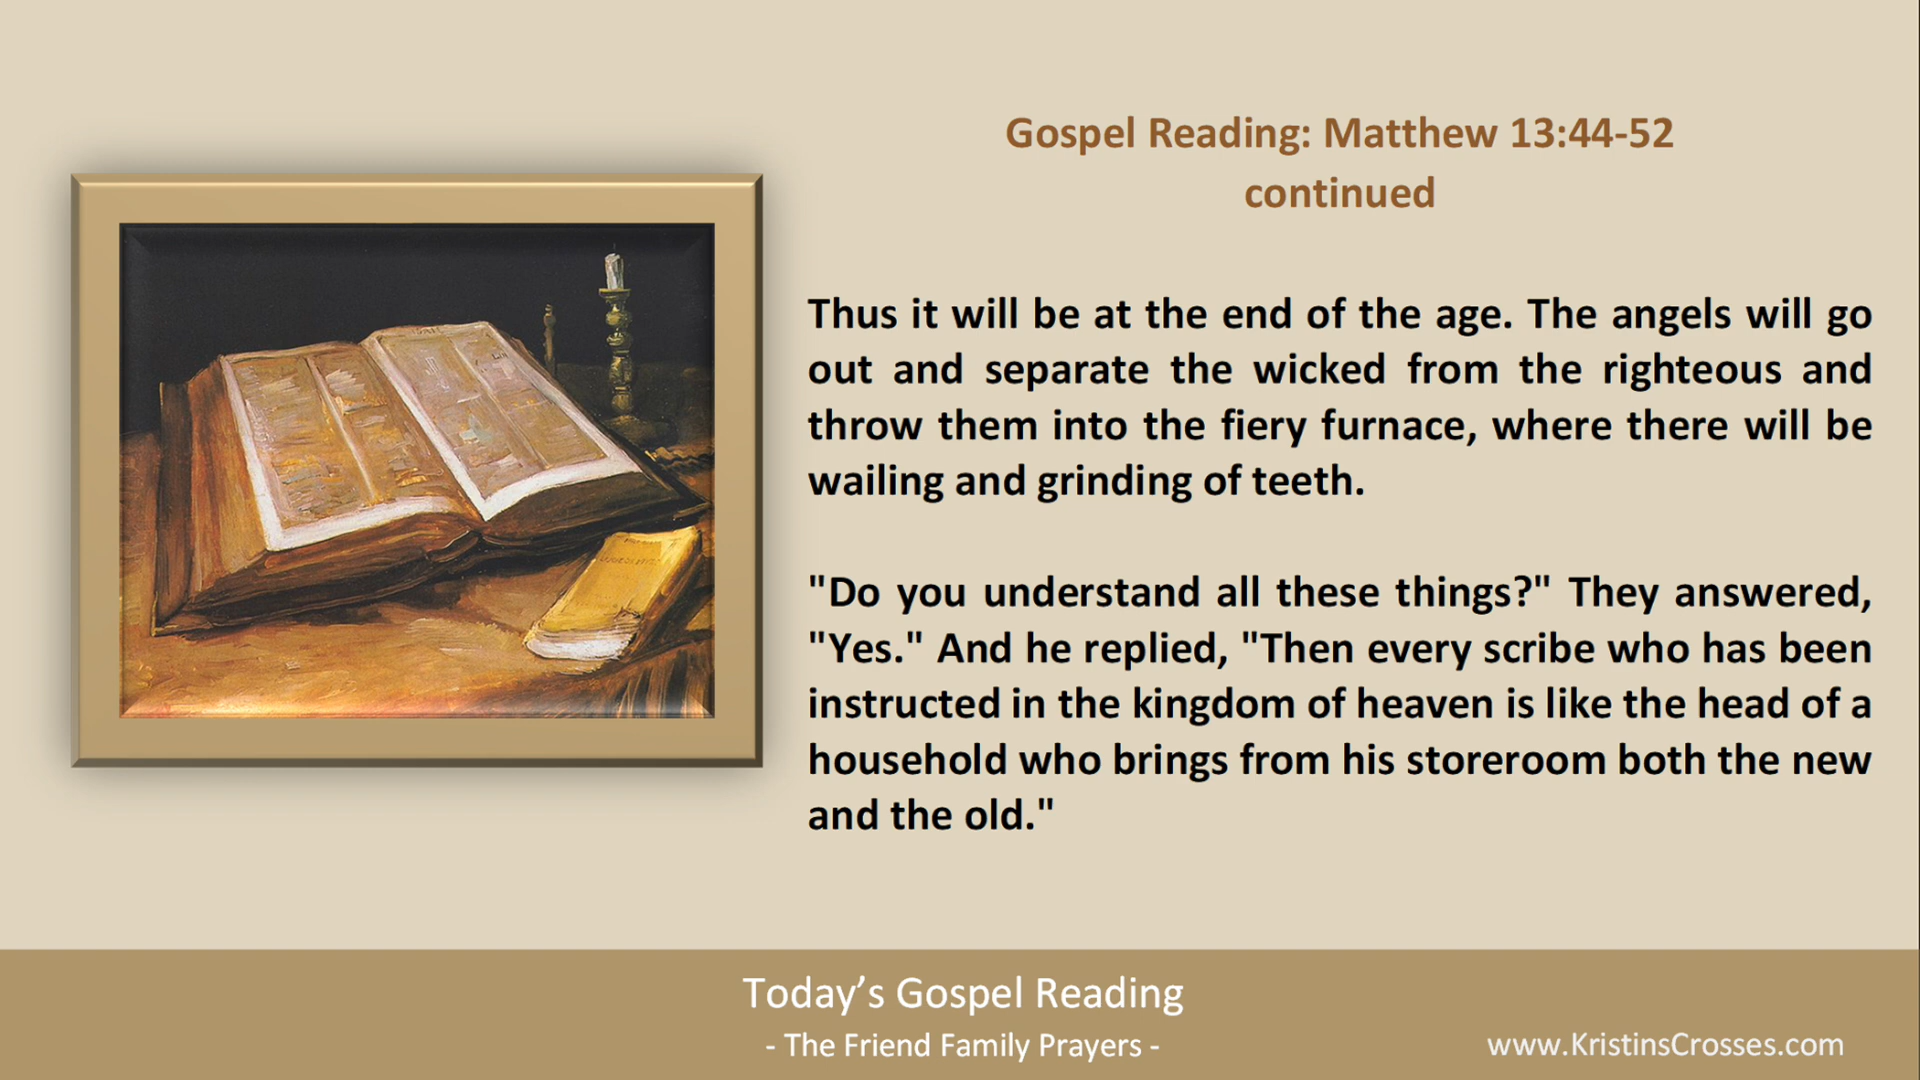 Gospel Reading: Matthew 13:44-52
continued
Thus it will be at the end of the age. The angels will go
out and separate the wicked from the righteous and
throw them into the fiery furnace, where there will be
wailing and grinding of teeth.
"Do you understand all these things?" They answered,
"Yes." And he replied, "Then every scribe who has been
instructed in the kingdom of heaven is like the head of a
household who brings from his storeroom both the new
and the old."
Today’s Gospel Reading
- The Friend Family Prayers -
www.KristinsCrosses.com